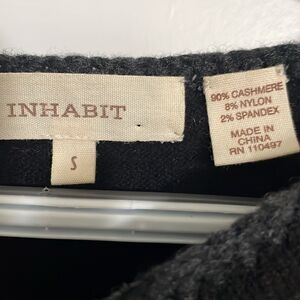 INHABIT
S
90% CASHMERE
8% NYLON
2% SPANDEX
MADE IN
CHINA
RN 110497